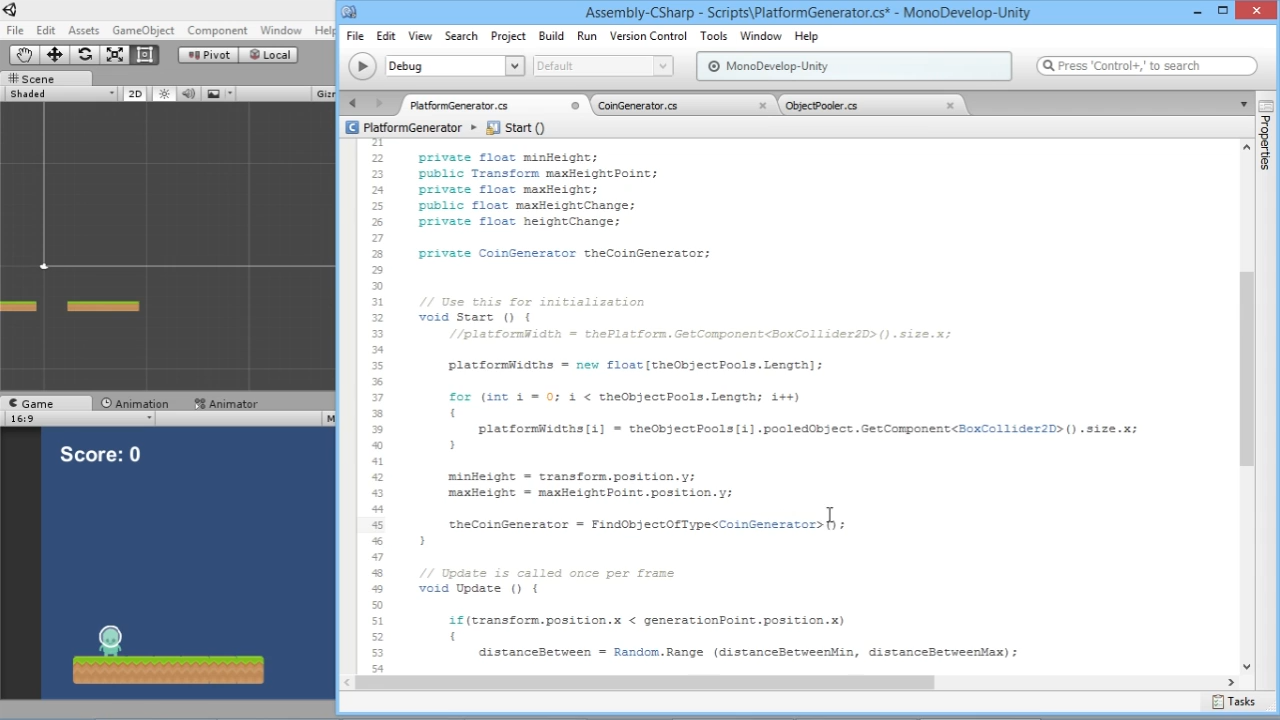 Assembly-CSharp - Scripts\PlatformGenerator.cs* - MonoDevelop-Unity
File Edit Assets GameObject Component Window Help
File Edit View Search Project Build Run Version Control Tools Window Help
Pivot Local
Debug Default MonoDevelop-Unity Press 'Control+,' to search
Scene
Shaded 2D
PlatformGenerator.cs CoinGenerator.cs ObjectPooler.cs
Properties
PlatformGenerator Start ()
21
22 private float minHeight;
23 public Transform maxHeightPoint;
24 private float maxHeight;
25 public float maxHeightChange;
26 private float heightChange;
27
28 private CoinGenerator theCoinGenerator;
29
30
31 // Use this for initialization
32 void Start () {
33 //platformWidth = thePlatform.GetComponent<BoxCollider2D>().size.x;
34
35 platformWidths = new float[theObjectPools.Length];
36
37 for (int i = 0; i < theObjectPools.Length; i++)
38 {
39 platformWidths[i] = theObjectPools[i].pooledObject.GetComponent<BoxCollider2D>().size.x;
40 }
41
42 minHeight = transform.position.y;
43 maxHeight = maxHeightPoint.position.y;
44
45 theCoinGenerator = FindObjectOfType<CoinGenerator>();
46 }
47
48 // Update is called once per frame
49 void Update () {
50
51 if(transform.position.x < generationPoint.position.x)
52 {
53 distanceBetween = Random.Range (distanceBetweenMin, distanceBetweenMax);
54
Game Animator Animation Animator
16:9
Score: 0
Tasks